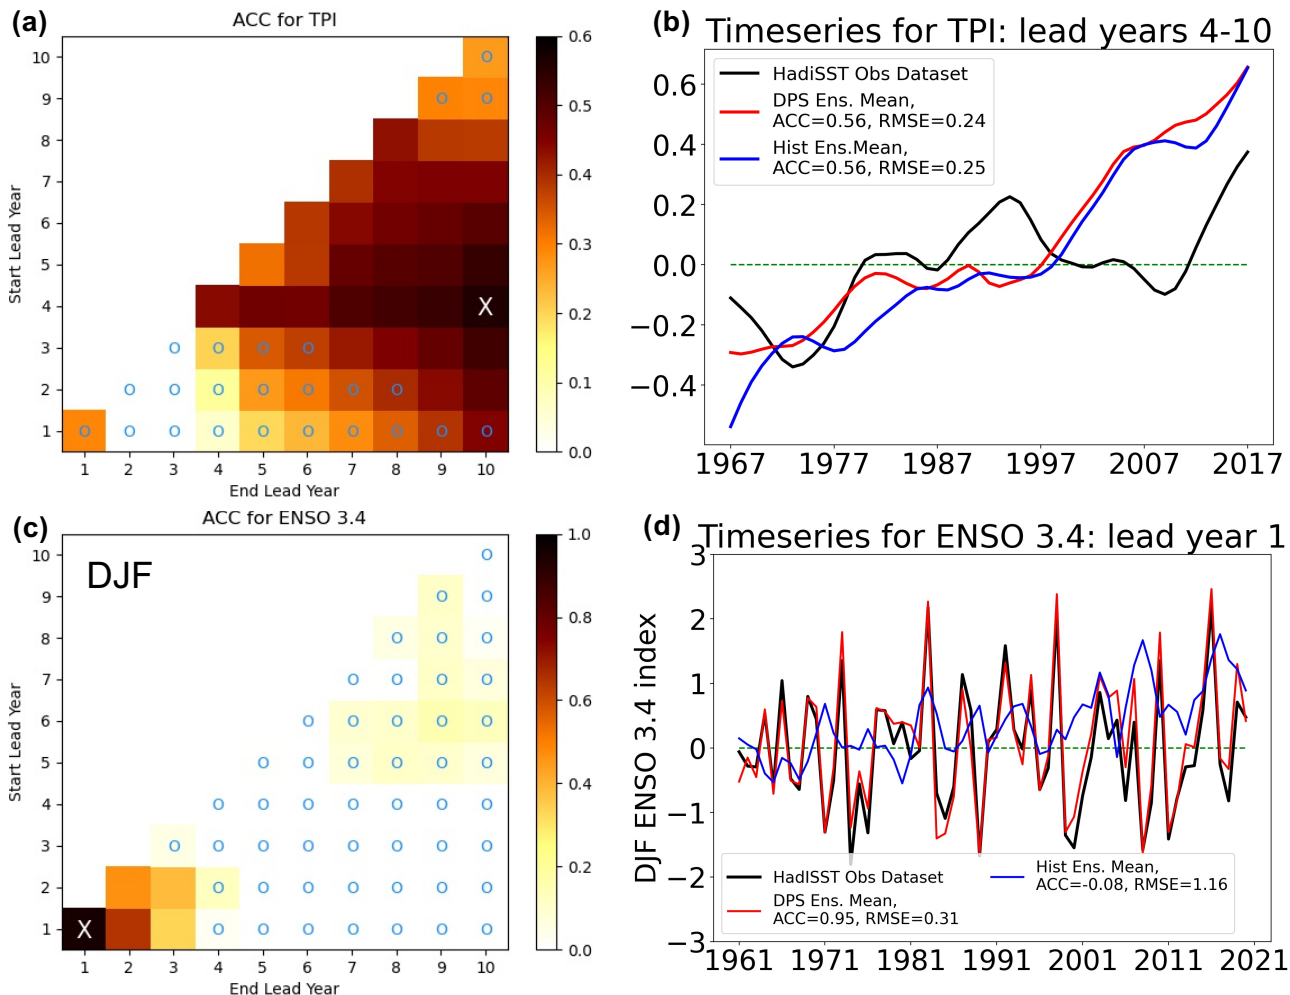 (a)
ACC for TPI
10
9
8
7
6
5
4
3
2
1
Start Lead Year
o
o o
X
o o o o
o o o o o o o
o o o o o o o o o o
1 2 3 4 5 6 7 8 9 10
End Lead Year
0.6
0.5
0.4
0.3
0.2
0.1
0.0
(b)
Timeseries for TPI: lead years 4-10
HadiSST Obs Dataset
DPS Ens. Mean,
ACC=0.56, RMSE=0.24
Hist Ens.Mean,
ACC=0.56, RMSE=0.25
0.6
0.4
0.2
0.0
−0.2
−0.4
1967 1977 1987 1997 2007 2017
(c)
ACC for ENSO 3.4
DJF
10
9
8
7
6
5
4
3
2
1
Start Lead Year
o
o o
o o o
o o o o
o o o o o
o o o o o o
o o o o o o o
o o o o o o o o
o o o o o o o
X o o o o o o o
1 2 3 4 5 6 7 8 9 10
End Lead Year
1.0
0.8
0.6
0.4
0.2
0.0
(d)
Timeseries for ENSO 3.4: lead year 1
DJF ENSO 3.4 index
3
2
1
0
−1
−2
−3
HadISST Obs Dataset
DPS Ens. Mean,
ACC=0.95, RMSE=0.31
Hist Ens. Mean,
ACC=-0.08, RMSE=1.16
1961 1971 1981 1991 2001 2011 2021